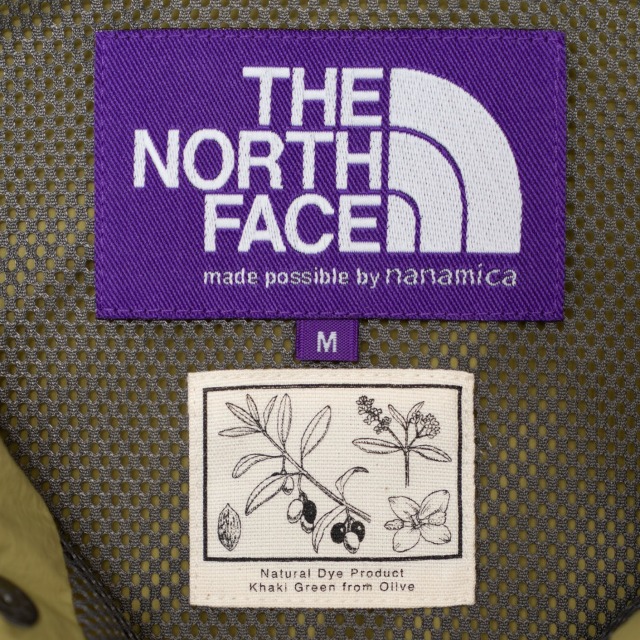 THE
NORTH
FACE
made possible by nanamica
M
Natural Dye Product
Khaki Green from Olive